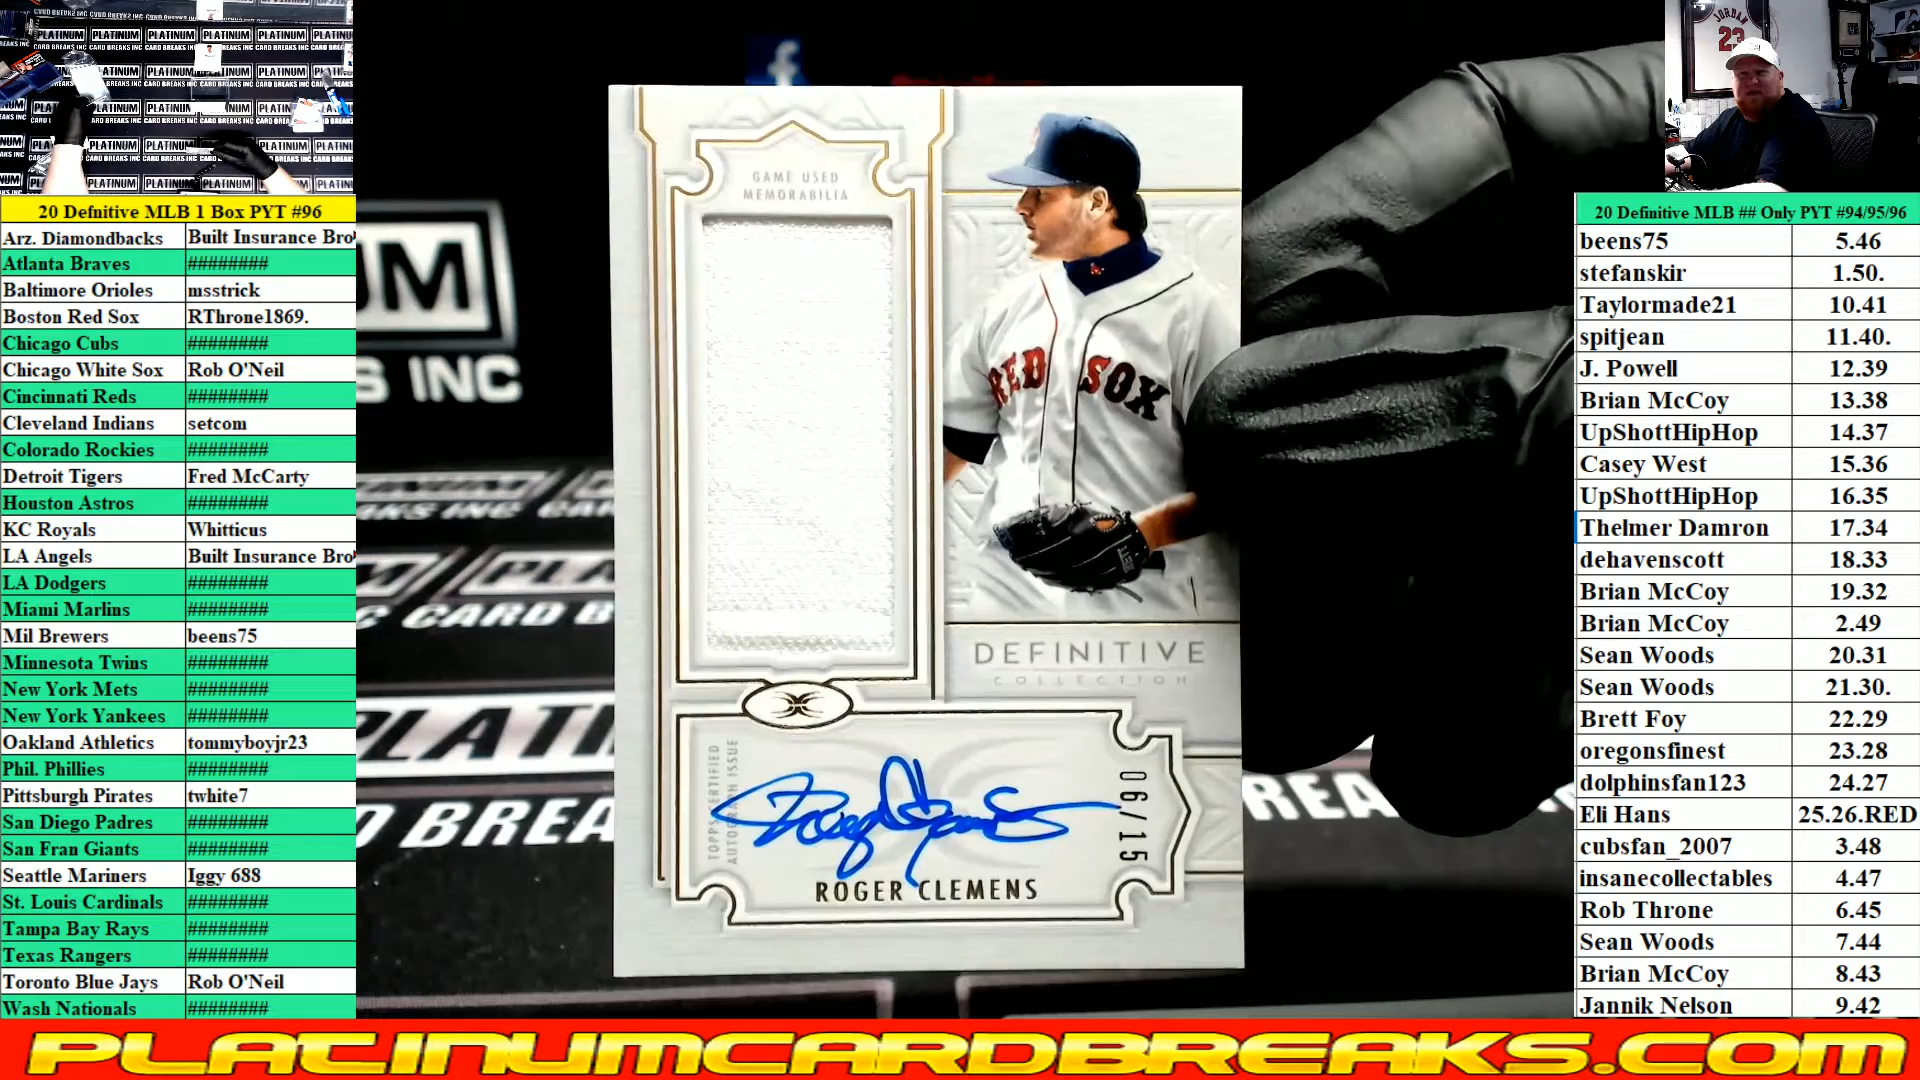 20 Defnitive MLB 1 Box PYT #96
Arz. Diamondbacks Built Insurance Bro
Atlanta Braves ########
Baltimore Orioles msstrick
Boston Red Sox RThrone1869.
Chicago Cubs ########
Chicago White Sox Rob O'Neil
Cincinnati Reds ########
Cleveland Indians setcom
Colorado Rockies ########
Detroit Tigers Fred McCarty
Houston Astros ########
KC Royals Whitticus
LA Angels Built Insurance Bro
LA Dodgers ########
Miami Marlins ########
Mil Brewers beens75
Minnesota Twins ########
New York Mets ########
New York Yankees ########
Oakland Athletics tommyboyjr23
Phil. Phillies ########
Pittsburgh Pirates twhite7
San Diego Padres ########
San Fran Giants ########
Seattle Mariners Iggy 688
St. Louis Cardinals ########
Tampa Bay Rays ########
Texas Rangers ########
Toronto Blue Jays Rob O'Neil
Wash Nationals ########
GAME USED
MEMORABILIA
RED SOX
DEFINITIVE
COLLECTION
TOPPS CERTIFIED
AUTOGRAPH ISSUE
Roger Clemens
06/15
ROGER CLEMENS
JORDAN
23
20 Definitive MLB ## Only PYT #94/95/96
beens75 5.46
stefanskir 1.50.
Taylormade21 10.41
spitjean 11.40.
J. Powell 12.39
Brian McCoy 13.38
UpShottHipHop 14.37
Casey West 15.36
UpShottHipHop 16.35
Thelmer Damron 17.34
dehavenscott 18.33
Brian McCoy 19.32
Brian McCoy 2.49
Sean Woods 20.31
Sean Woods 21.30.
Brett Foy 22.29
oregonsfinest 23.28
dolphinsfan123 24.27
Eli Hans 25.26.RED
cubsfan_2007 3.48
insanecollectables 4.47
Rob Throne 6.45
Sean Woods 7.44
Brian McCoy 8.43
Jannik Nelson 9.42
PLATINUMCARDBREAKS.COM